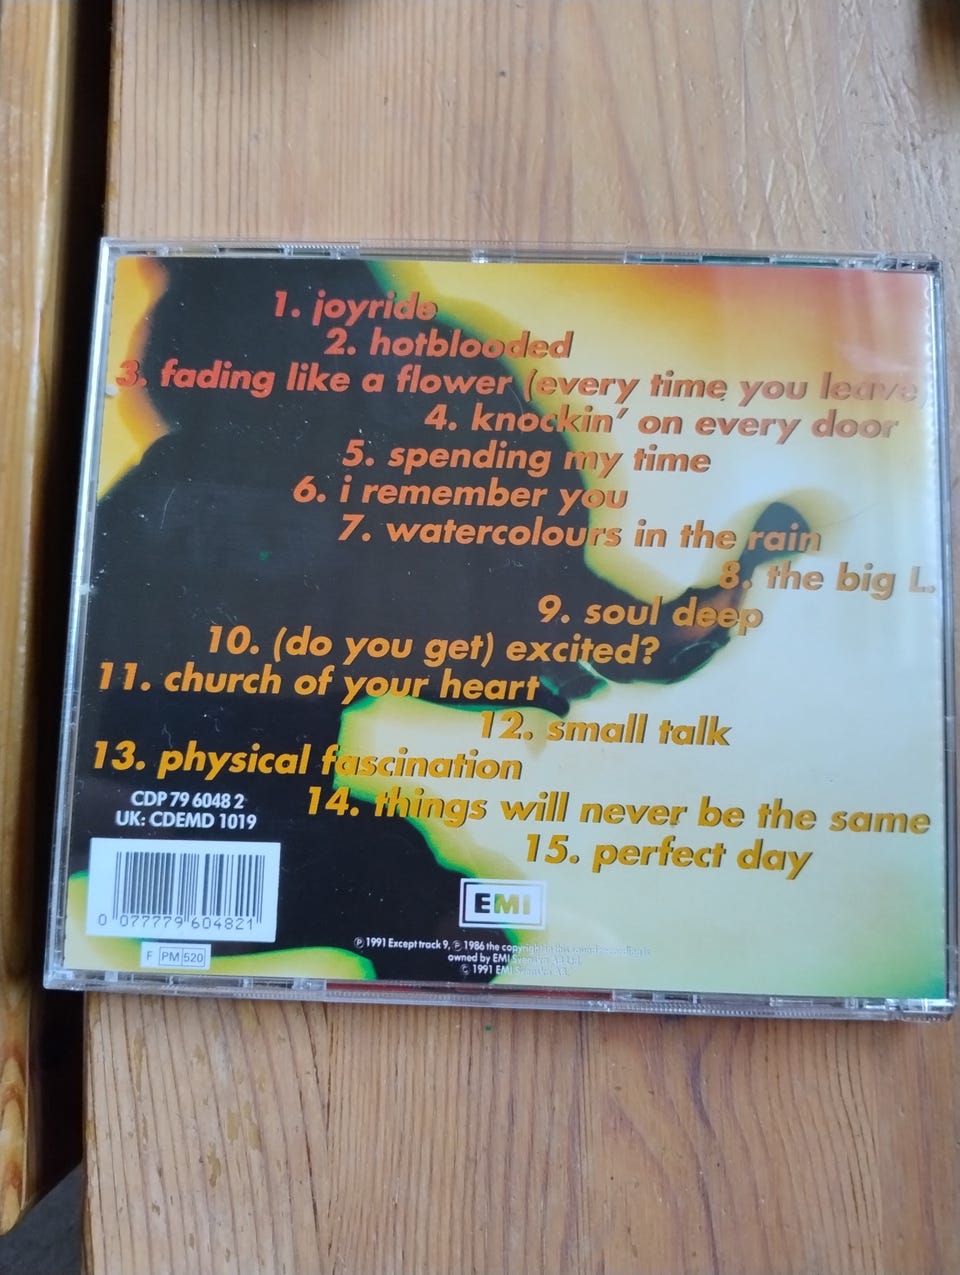 1. joyride
2. hotblooded
3. fading like a flower (every time you leave)
4. knockin' on every door
5. spending my time
6. i remember you
7. watercolours in the rain
8. the big L.
9. soul deep
10. (do you get) excited?
11. church of your heart
12. small talk
13. physical fascination
14. things will never be the same
15. perfect day
CDP 79 6048 2
UK: CDEMD 1019
0 077779 604821
F PM 520
EMI
℗ 1991 Except track 9, ℗ 1986 the copyright in this sound recording is
owned by EMI Svenska AB Ltd.
© 1991 EMI Svenska AB.